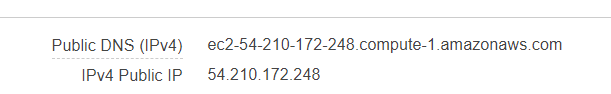 Public DNS (IPv4) ec2-54-210-172-248.compute-1.amazonaws.com
IPv4 Public IP 54.210.172.248